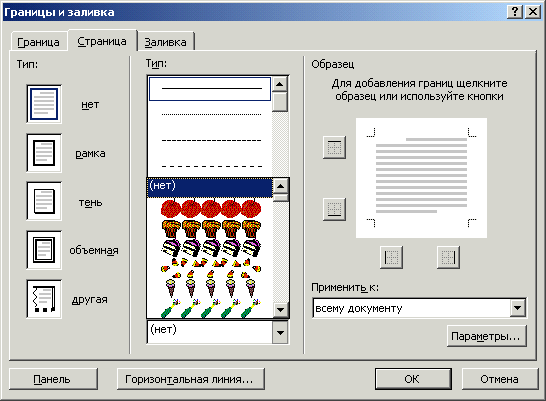 Границы и заливка
Граница
Страница
Заливка
Тип:
нет
рамка
тень
объемная
другая
Тип:
(нет)
(нет)
Образец
Для добавления границ щелкните
образец или используйте кнопки
Применить к:
всему документу
Параметры...
Панель
Горизонтальная линия...
ОК
Отмена